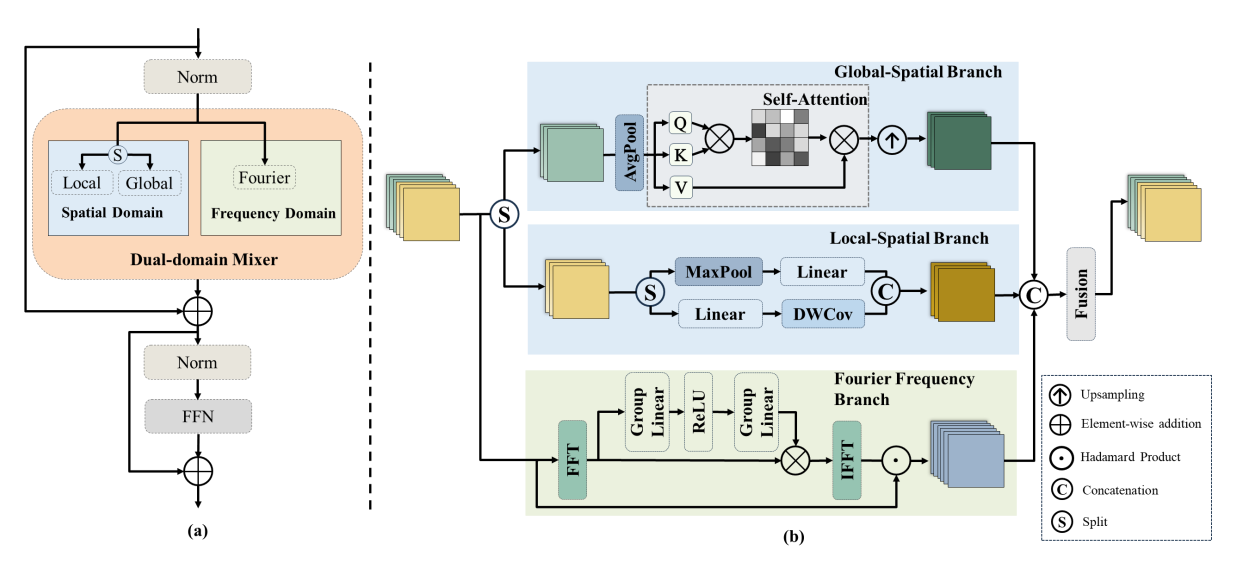 Norm
S
Local
Global
Spatial Domain
Fourier
Frequency Domain
Dual-domain Mixer
Norm
FFN
(a)
S
Global-Spatial Branch
Self-Attention
AvgPool
Q
K
V
Local-Spatial Branch
S
MaxPool
Linear
Linear
DWCov
C
Fourier Frequency
Branch
FFT
Group
Linear
ReLU
Group
Linear
IFFT
C
Fusion
(b)
Upsampling
Element-wise addition
Hadamard Product
C
Concatenation
S
Split